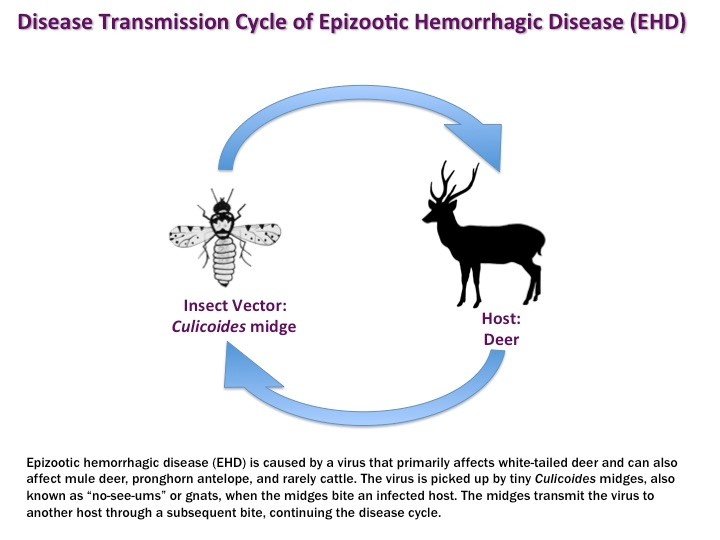 Disease Transmission Cycle of Epizootic Hemorrhagic Disease (EHD)
Insect Vector:
Culicoides midge
Host:
Deer
Epizootic hemorrhagic disease (EHD) is caused by a virus that primarily affects white-tailed deer and can also
affect mule deer, pronghorn antelope, and rarely cattle. The virus is picked up by tiny Culicoides midges, also
known as “no-see-ums” or gnats, when the midges bite an infected host. The midges transmit the virus to
another host through a subsequent bite, continuing the disease cycle.